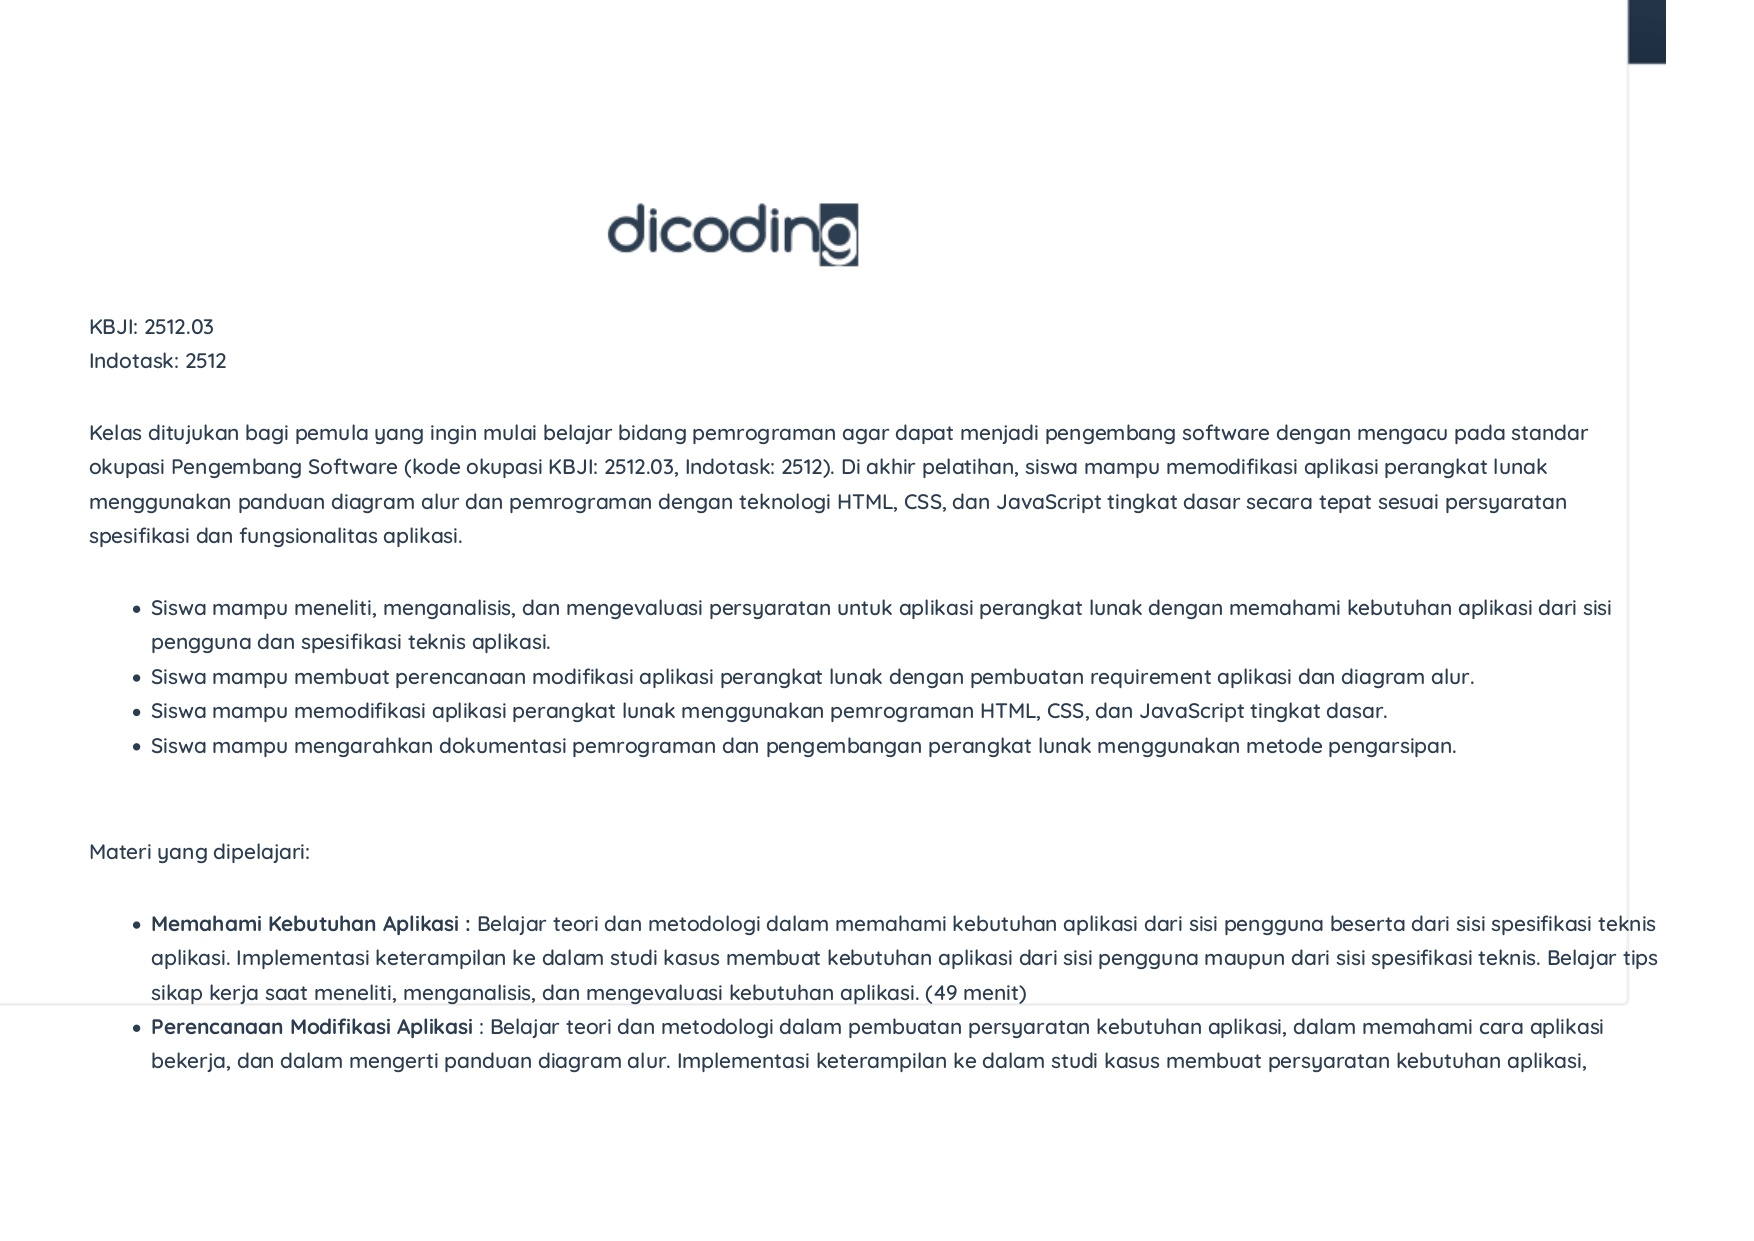 dicoding
KBJI: 2512.03
Indotask: 2512
Kelas ditujukan bagi pemula yang ingin mulai belajar bidang pemrograman agar dapat menjadi pengembang software dengan mengacu pada standar
okupasi Pengembang Software (kode okupasi KBJI: 2512.03, Indotask: 2512). Di akhir pelatihan, siswa mampu memodifikasi aplikasi perangkat lunak
menggunakan panduan diagram alur dan pemrograman dengan teknologi HTML, CSS, dan JavaScript tingkat dasar secara tepat sesuai persyaratan
spesifikasi dan fungsionalitas aplikasi.
• Siswa mampu meneliti, menganalisis, dan mengevaluasi persyaratan untuk aplikasi perangkat lunak dengan memahami kebutuhan aplikasi dari sisi
pengguna dan spesifikasi teknis aplikasi.
• Siswa mampu membuat perencanaan modifikasi aplikasi perangkat lunak dengan pembuatan requirement aplikasi dan diagram alur.
• Siswa mampu memodifikasi aplikasi perangkat lunak menggunakan pemrograman HTML, CSS, dan JavaScript tingkat dasar.
• Siswa mampu mengarahkan dokumentasi pemrograman dan pengembangan perangkat lunak menggunakan metode pengarsipan.
Materi yang dipelajari:
• Memahami Kebutuhan Aplikasi : Belajar teori dan metodologi dalam memahami kebutuhan aplikasi dari sisi pengguna beserta dari sisi spesifikasi teknis
aplikasi. Implementasi keterampilan ke dalam studi kasus membuat kebutuhan aplikasi dari sisi pengguna maupun dari sisi spesifikasi teknis. Belajar tips
sikap kerja saat meneliti, menganalisis, dan mengevaluasi kebutuhan aplikasi. (49 menit)
• Perencanaan Modifikasi Aplikasi : Belajar teori dan metodologi dalam pembuatan persyaratan kebutuhan aplikasi, dalam memahami cara aplikasi
bekerja, dan dalam mengerti panduan diagram alur. Implementasi keterampilan ke dalam studi kasus membuat persyaratan kebutuhan aplikasi,